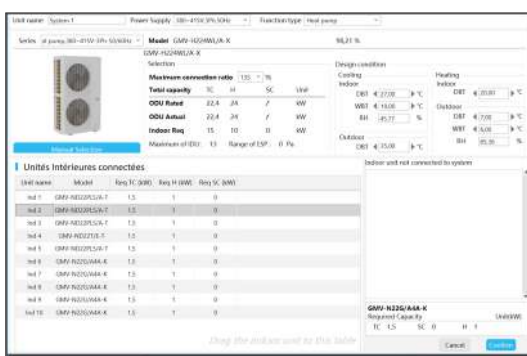 Unit name System-1 Power Supply 380~415V,3Ph,50Hz Function type Heat pump
Series at pump,380-415V-3Ph-50/60Hz Model GMV-H224WL/A-X 98,21 %
GMV-H224WL/A-X
Selection
Maximum connection ratio 135 %
Total capacity TC H SC Unit
ODU Rated 22,4 24 / kW
ODU Actual 22,4 24 / kW
Indoor Req 15 10 0 kW
Maximum of IDU: 13 Range of ESP: 0 Pa
Manual Selection
Design condition
Cooling
Indoor
DBT 27,00 ℃
WBT 19,00 ℃
RH 45,77 %
Outdoor
DBT 35,00 ℃
Heating
Indoor
DBT 20,00 ℃
Outdoor
DBT 7,00 ℃
WBT 6,00 ℃
RH %
Unités Intérieures connectées
Unit name Model Req TC (kW) Req H (kW) Req SC (kW)
Ind 1 GMV-ND22PLS/A-T 1,5 1 0
Ind 2 GMV-ND22PLS/A-T 1,5 1 0
Ind 3 GMV-ND22PLS/A-T 1,5 1 0
Ind 4 1,5 1 0
Ind 5 GMV-ND22PLS/A-T 1,5 1 0
Ind 6 GMV-N22G/A4A-K 1,5 1 0
Ind 7 GMV-N22G/A4A-K 1,5 1 0
Ind 8 GMV-N22G/A4A-K 1,5 1 0
Ind 9 GMV-N22G/A4A-K 1,5 1 0
Ind 10 GMV-N22G/A4A-K 1,5 1 0
Drag the indoor unit to this table
Indoor unit not connected to system
GMV-N22G/A4A-K
Required Capacity Unit(kW)
TC 1,5 SC 0 H 1
Cancel Confirm